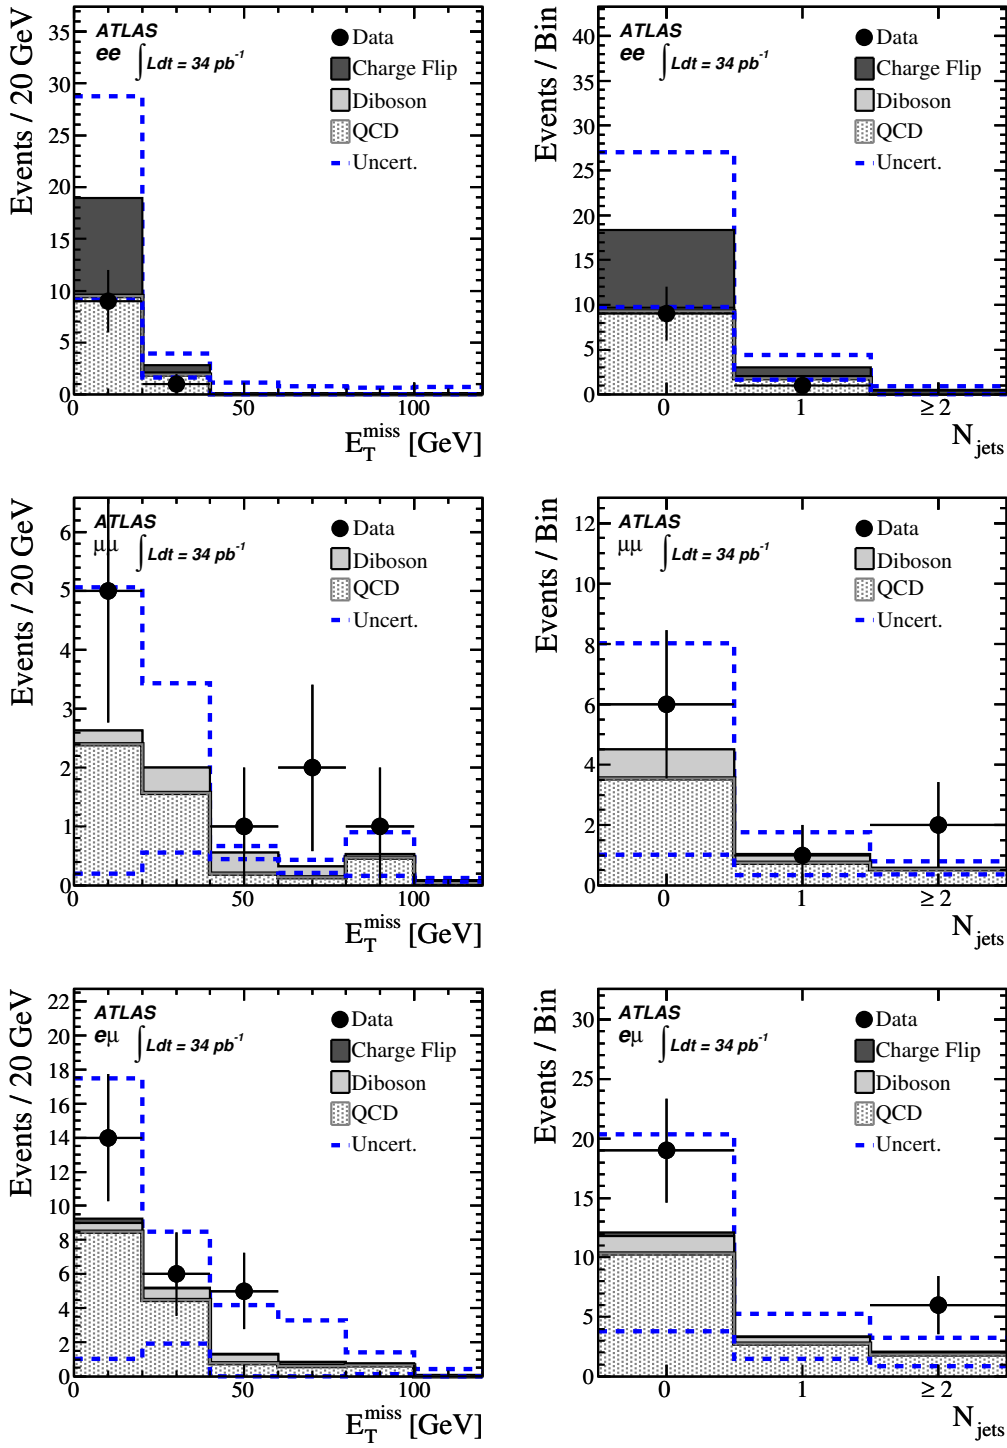 Events / 20 GeV
35
30
25
20
15
10
5
0
ATLAS
ee ∫ Ldt = 34 pb⁻¹
Data
Charge Flip
Diboson
QCD
Uncert.
0 50 100
E_T^miss [GeV]
Events / Bin
40
35
30
25
20
15
10
5
0
ATLAS
ee ∫ Ldt = 34 pb⁻¹
Data
Charge Flip
Diboson
QCD
Uncert.
0 1 ≥ 2
N_jets
Events / 20 GeV
6
5
4
3
2
1
0
ATLAS
μμ ∫ Ldt = 34 pb⁻¹
Data
Diboson
QCD
Uncert.
0 50 100
E_T^miss [GeV]
Events / Bin
12
10
8
6
4
2
0
ATLAS
μμ ∫ Ldt = 34 pb⁻¹
Data
Diboson
QCD
Uncert.
0 1 ≥ 2
N_jets
Events / 20 GeV
22
20
18
16
14
12
10
8
6
4
2
0
ATLAS
eμ ∫ Ldt = 34 pb⁻¹
Data
Charge Flip
Diboson
QCD
Uncert.
0 50 100
E_T^miss [GeV]
Events / Bin
30
25
20
15
10
5
0
ATLAS
eμ ∫ Ldt = 34 pb⁻¹
Data
Charge Flip
Diboson
QCD
Uncert.
0 1 ≥ 2
N_jets